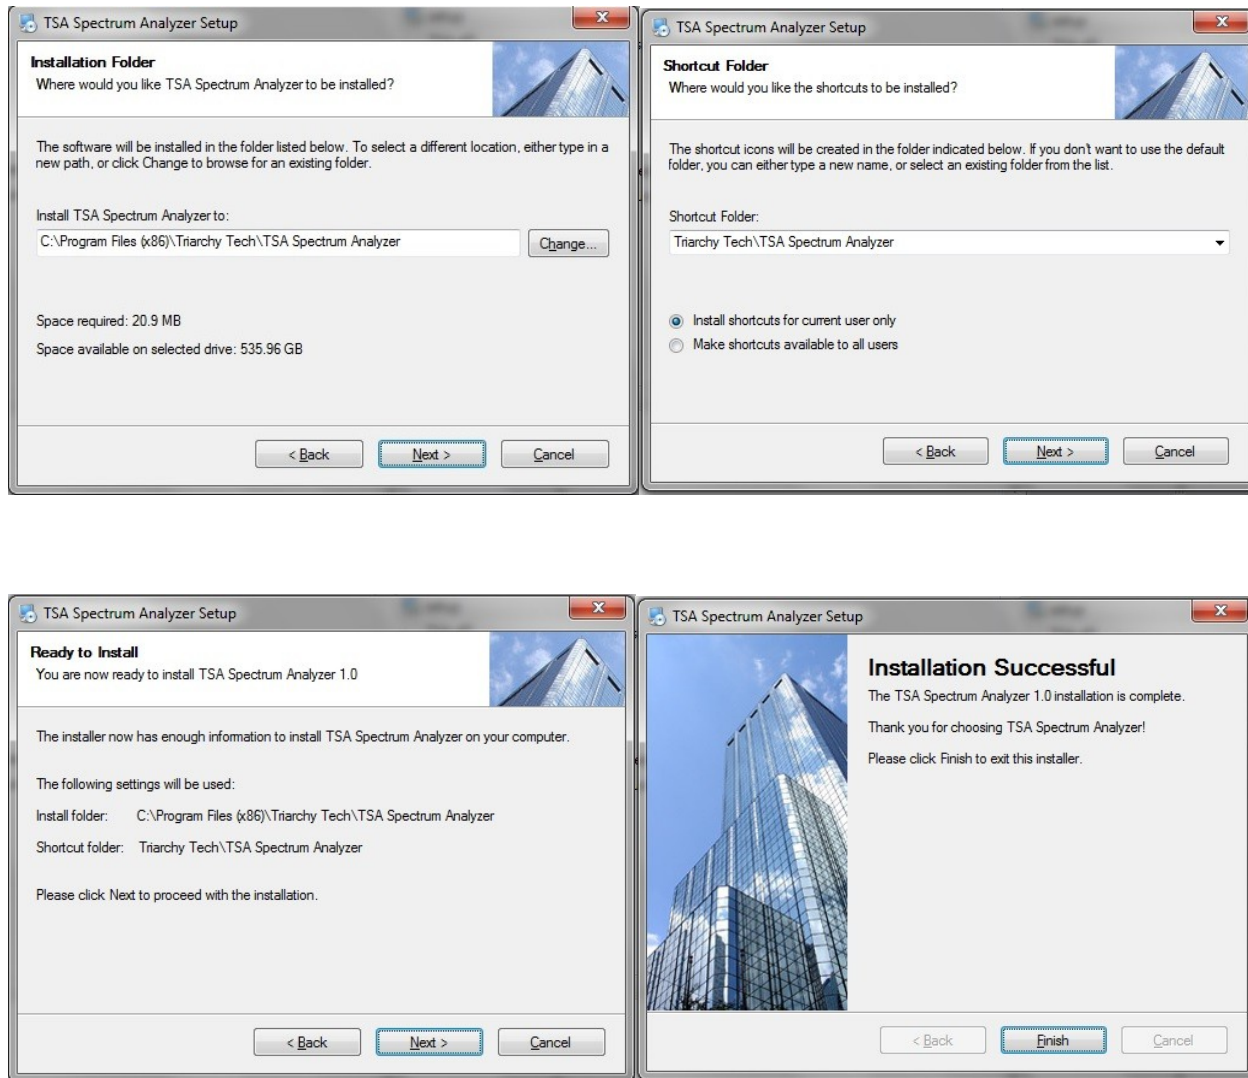 TSA Spectrum Analyzer Setup
Installation Folder
Where would you like TSA Spectrum Analyzer to be installed?
The software will be installed in the folder listed below. To select a different location, either type in a
new path, or click Change to browse for an existing folder.
Install TSA Spectrum Analyzer to:
C:\Program Files (x86)\Triarchy Tech\TSA Spectrum Analyzer
Change...
Space required: 20.9 MB
Space available on selected drive: 535.96 GB
< Back
Next >
Cancel
TSA Spectrum Analyzer Setup
Shortcut Folder
Where would you like the shortcuts to be installed?
The shortcut icons will be created in the folder indicated below. If you don't want to use the default
folder, you can either type a new name, or select an existing folder from the list.
Shortcut Folder:
Triarchy Tech\TSA Spectrum Analyzer
Install shortcuts for current user only
Make shortcuts available to all users
< Back
Next >
Cancel
TSA Spectrum Analyzer Setup
Ready to Install
You are now ready to install TSA Spectrum Analyzer 1.0
The installer now has enough information to install TSA Spectrum Analyzer on your computer.
The following settings will be used:
Install folder: C:\Program Files (x86)\Triarchy Tech\TSA Spectrum Analyzer
Shortcut folder: Triarchy Tech\TSA Spectrum Analyzer
Please click Next to proceed with the installation.
< Back
Next >
Cancel
TSA Spectrum Analyzer Setup
Installation Successful
The TSA Spectrum Analyzer 1.0 installation is complete.
Thank you for choosing TSA Spectrum Analyzer!
Please click Finish to exit this installer.
< Back
Finish
Cancel